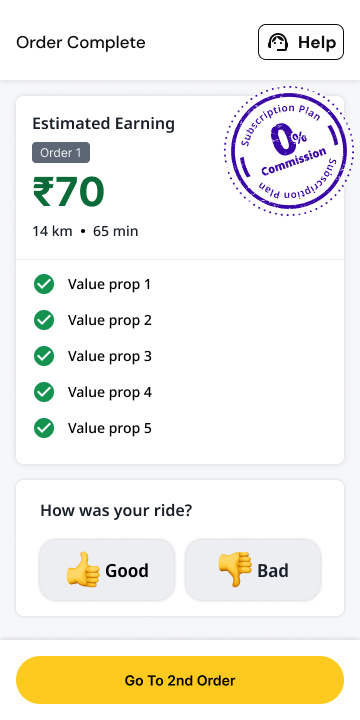 Order Complete
Help
Estimated Earning
Order 1
₹70
14 km • 65 min
Subscription Plan
0%
Commission
Subscription Plan
Value prop 1
Value prop 2
Value prop 3
Value prop 4
Value prop 5
How was your ride?
Good
Bad
Go To 2nd Order